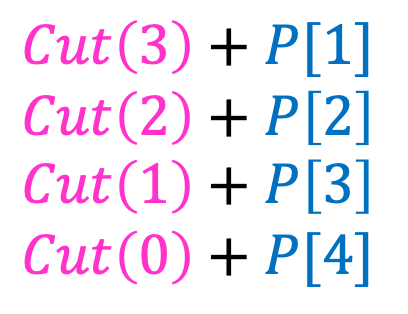 Cut(3) + P[1]
Cut(2) + P[2]
Cut(1) + P[3]
Cut(0) + P[4]